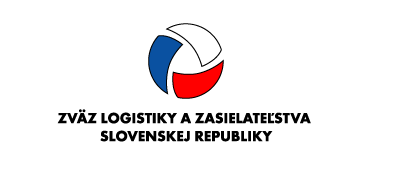 ZVÄZ LOGISTIKY A ZASIELATEĽSTVA
SLOVENSKEJ REPUBLIKY